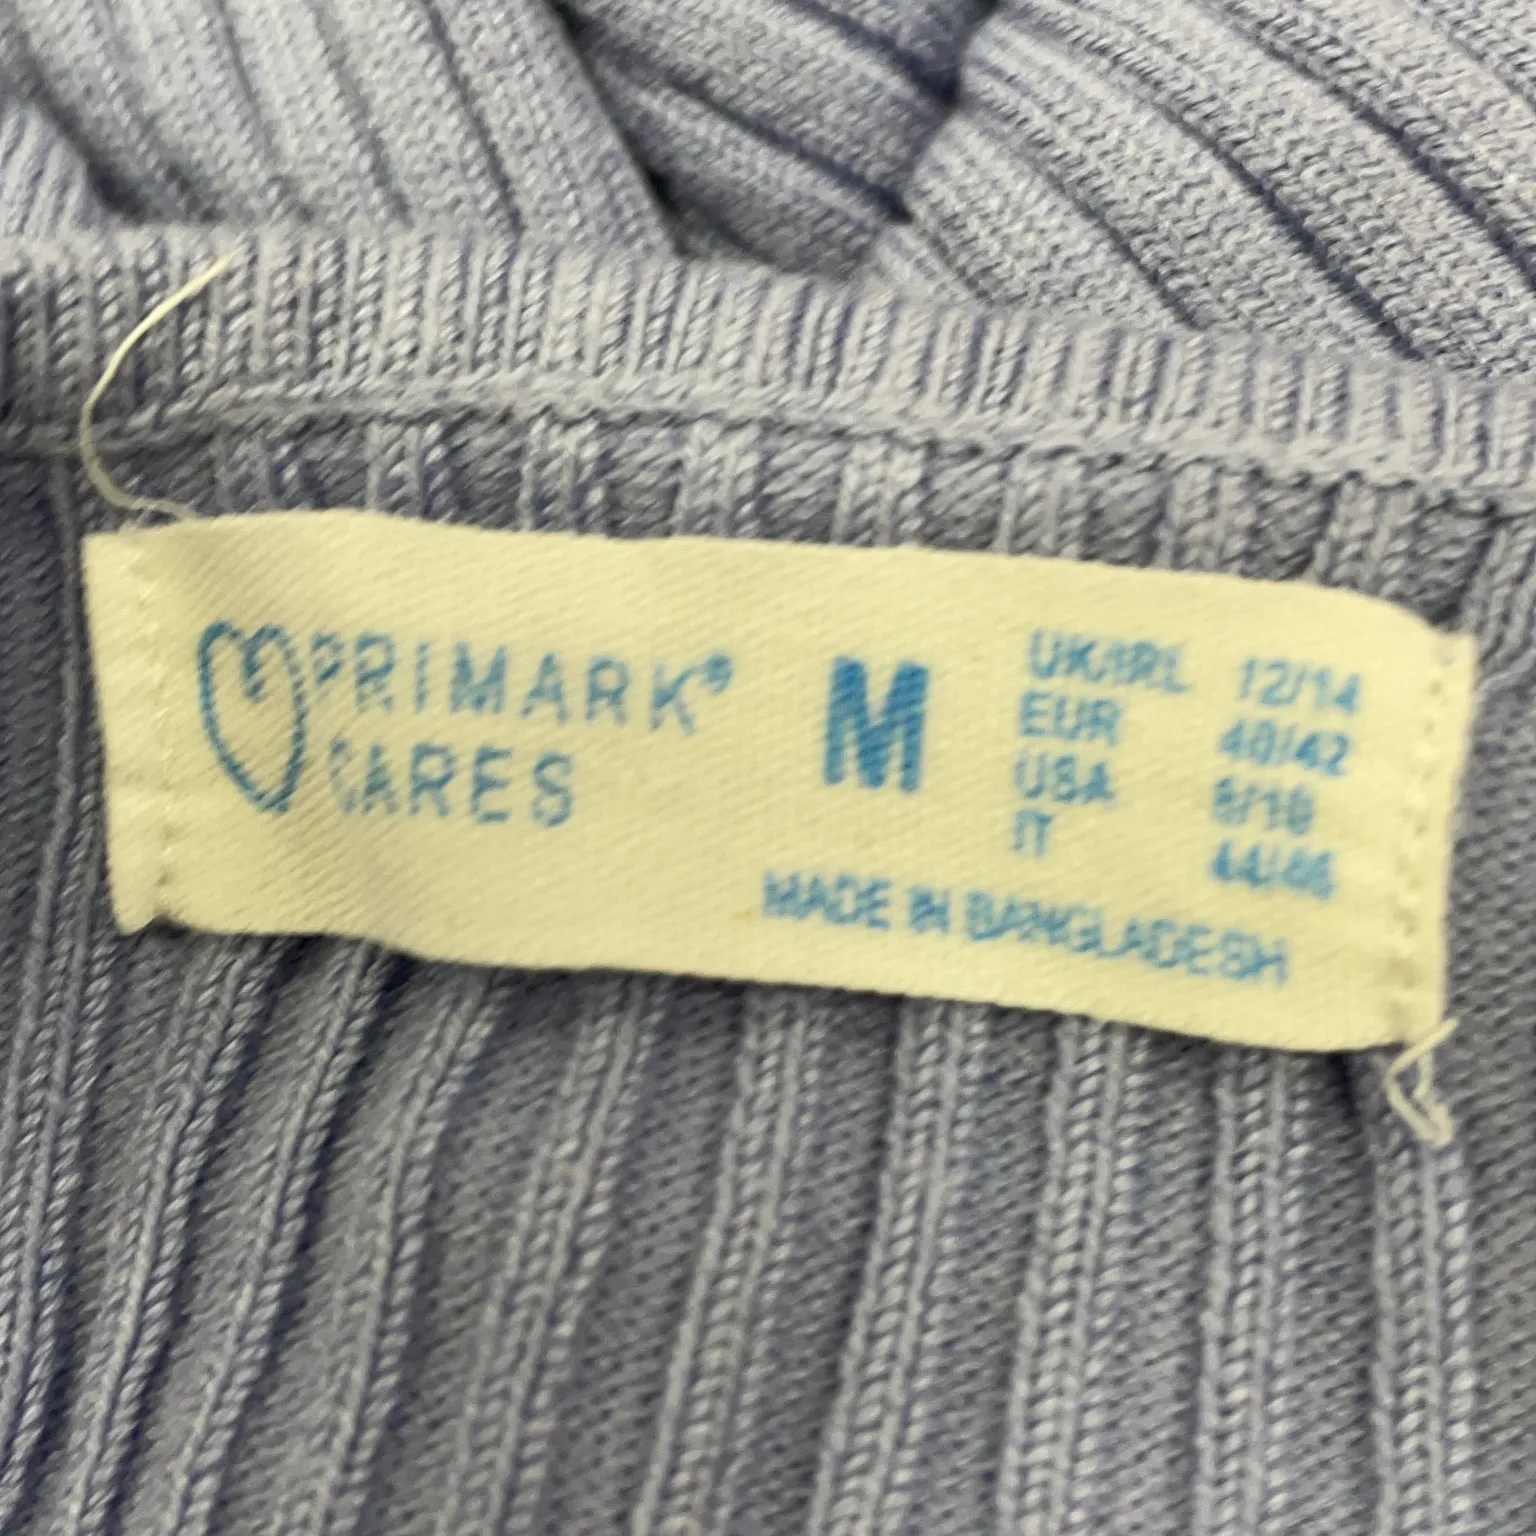 PRIMARK®
CARES
M
UK/IRL 12/14
EUR 40/42
USA 8/10
IT 44/46
MADE IN BANGLADESH